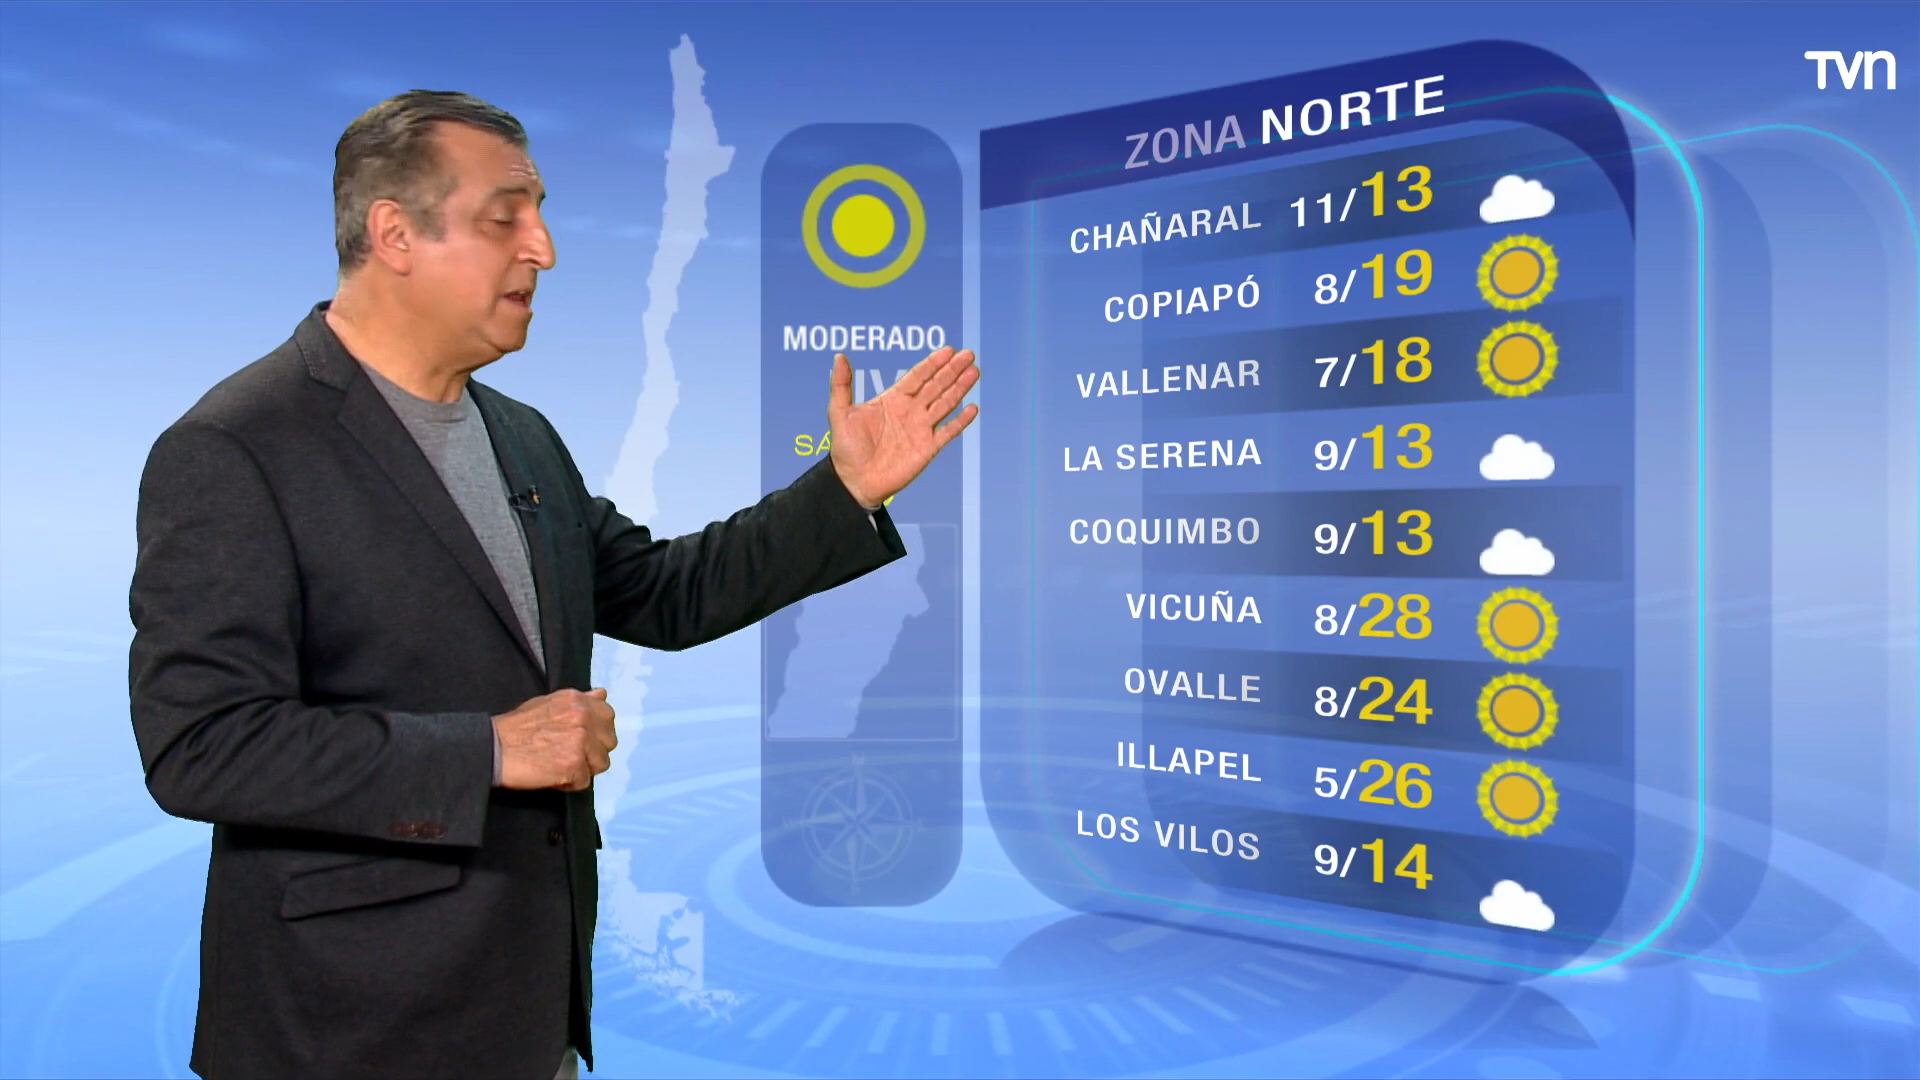 TVN
ZONA NORTE
CHAÑARAL 11/13
COPIAPÓ 8/19
VALLENAR 7/18
LA SERENA 9/13
COQUIMBO 9/13
VICUÑA 8/28
OVALLE 8/24
ILLAPEL 5/26
LOS VILOS 9/14
MODERADO